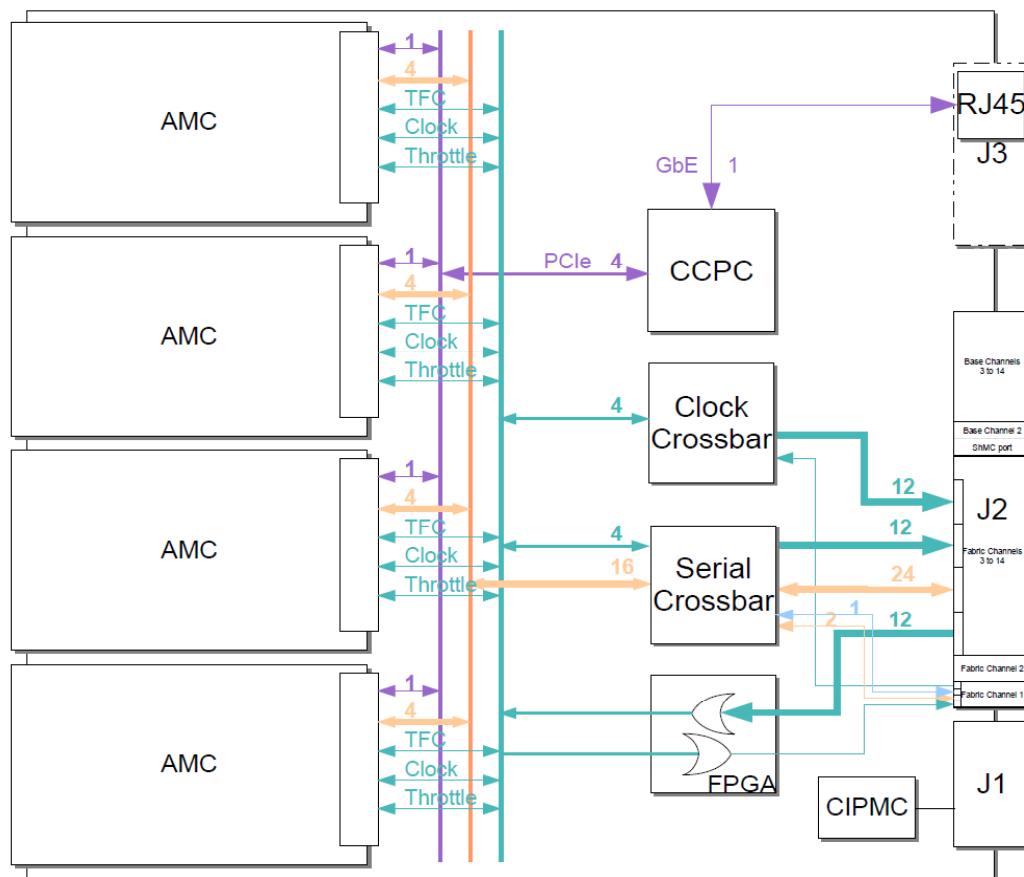 1
4
TFC
Clock
Throttle
AMC
RJ45
J3
GbE 1
1
4
TFC
Clock
Throttle
AMC
PCIe 4
CCPC
Base Channels
3 to 14
Base Channel 2
ShMC port
4
Clock
Crossbar
1
4
TFC
Clock
Throttle
AMC
12
J2
4
12
Fabric Channels
3 to 14
16
Serial
Crossbar
24
1
2
12
Fabric Channel 2
Fabric Channel 1
1
4
TFC
Clock
Throttle
AMC
FPGA
CIPMC
J1